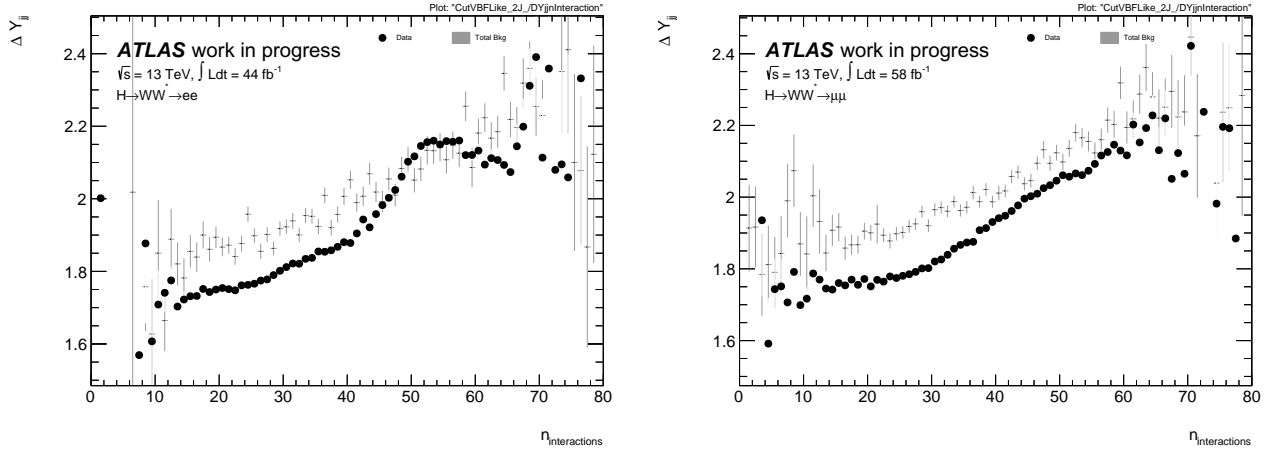 Plot: "CutVBFLike_2J_/DYjjnInteraction"
Δ Y_jj
ATLAS work in progress
√s = 13 TeV, ∫ Ldt = 44 fb⁻¹
H→WW*→ee
Data
Total Bkg
2.4
2.2
2
1.8
1.6
0 10 20 30 40 50 60 70 80
n_interactions
Plot: "CutVBFLike_2J_/DYjjnInteraction"
Δ Y_jj
ATLAS work in progress
√s = 13 TeV, ∫ Ldt = 58 fb⁻¹
H→WW*→μμ
Data
Total Bkg
2.4
2.2
2
1.8
1.6
0 10 20 30 40 50 60 70 80
n_interactions